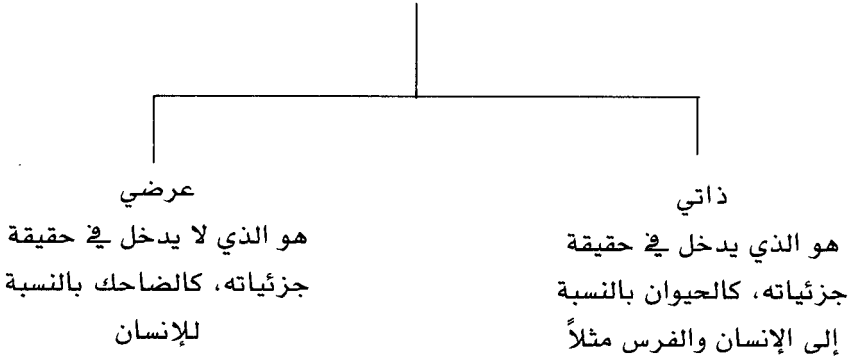 ذاتي
هو الذي يدخل في حقيقة
جزئياته، كالحيوان بالنسبة
إلى الإنسان والفرس مثلاً
عرضي
هو الذي لا يدخل في حقيقة
جزئياته، كالضاحك بالنسبة
للإنسان